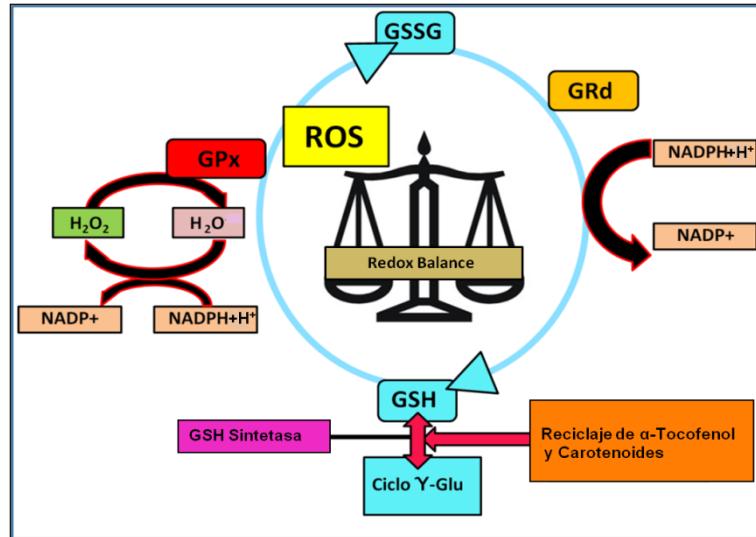 GSSG
GRd
ROS
GPx
NADPH+H⁺
H₂O₂
H₂O
NADP+
Redox Balance
NADP+
NADPH+H⁺
GSH
GSH Sintetasa
Reciclaje de α-Tocofenol
y Carotenoides
Ciclo ϒ-Glu